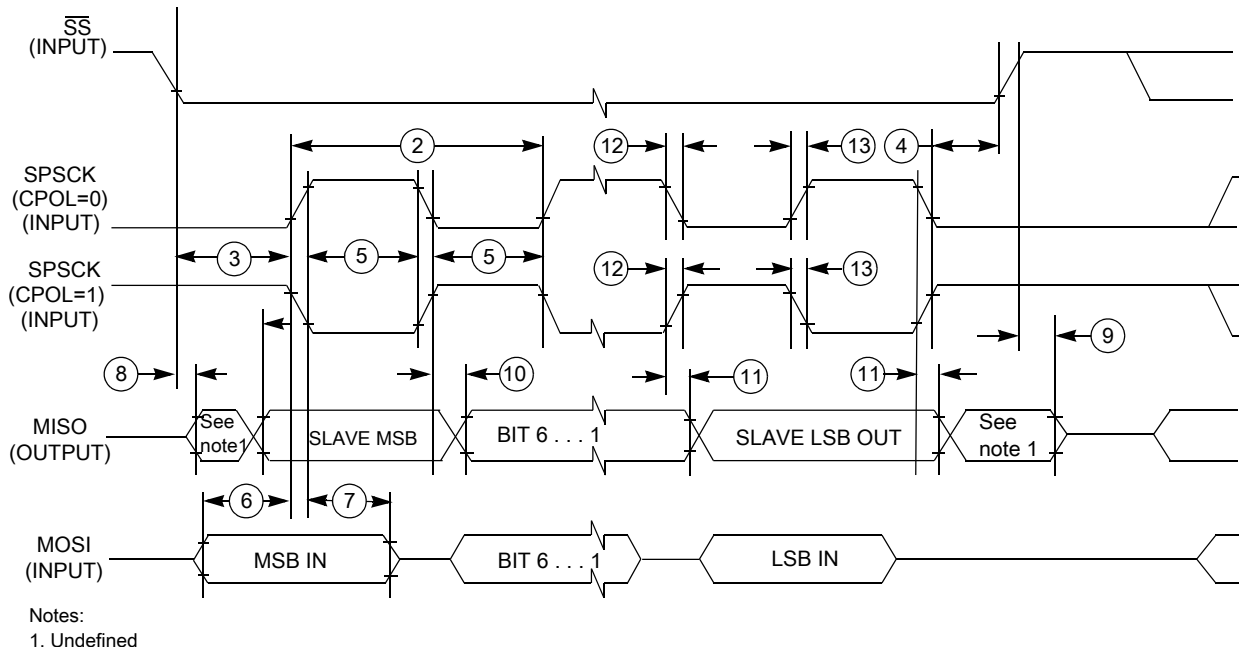 SS
(INPUT)
2
12
13
4
SPSCK
(CPOL=0)
(INPUT)
3
5
5
SPSCK
(CPOL=1)
(INPUT)
12
13
8
10
11
11
9
MISO
(OUTPUT)
See
note1
SLAVE MSB
BIT 6 . . . 1
SLAVE LSB OUT
See
note 1
6
7
MOSI
(INPUT)
MSB IN
BIT 6 . . . 1
LSB IN
Notes:
1. Undefined